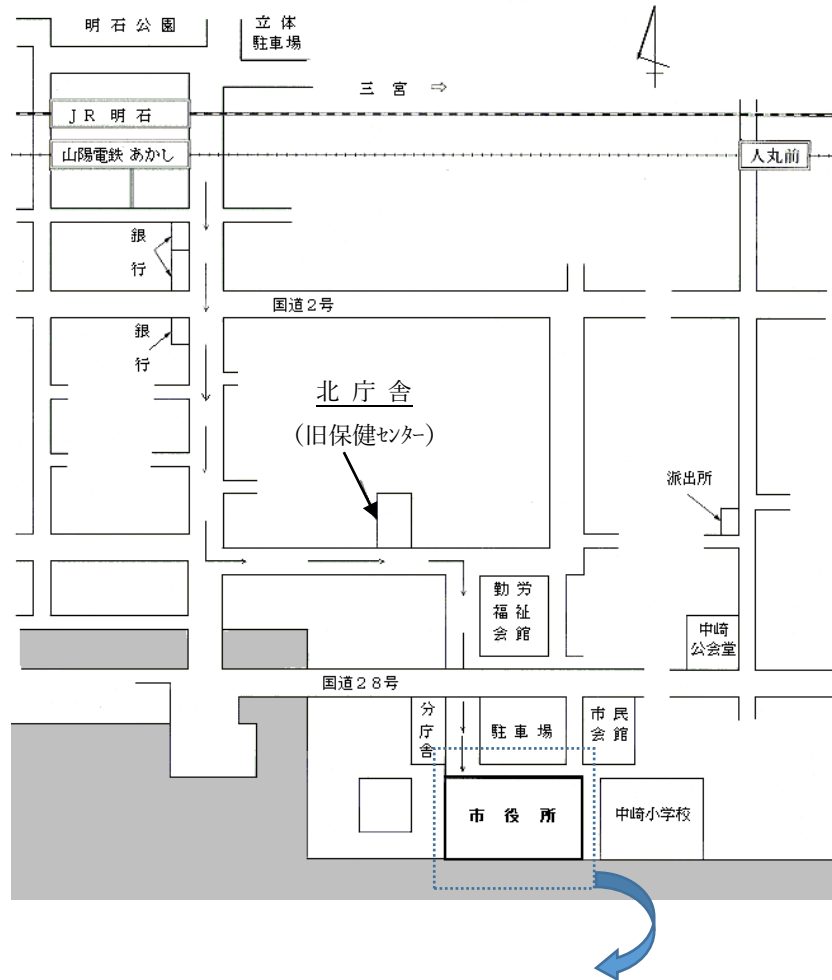 明石公園
立体
駐車場
三宮 ⇨
JR 明石
山陽電鉄 あかし
人丸前
銀
行
国道2号
銀
行
北庁舎
(旧保健センター)
派出所
勤労
福祉
会館
中崎
公会堂
国道28号
分
庁
舎
駐車場
市民
会館
市役所
中崎小学校